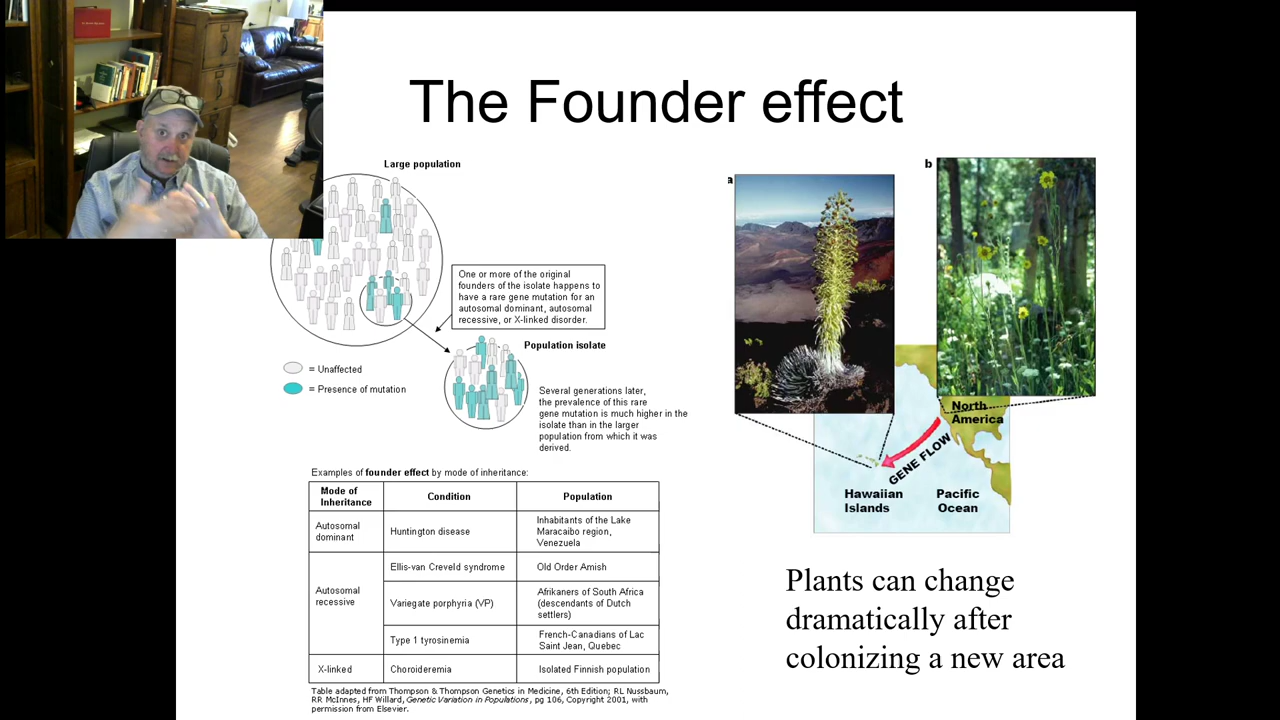 The Founder effect
Large population
One or more of the original
founders of the isolate happens to
have a rare gene mutation for an
autosomal dominant, autosomal
recessive, or X-linked disorder.
Population isolate
= Unaffected
= Presence of mutation
Several generations later,
the prevalence of this rare
gene mutation is much higher in the
isolate than in the larger
population from which it was
derived.
Examples of founder effect by mode of inheritance:
Mode of
Inheritance
Condition
Population
Autosomal
dominant
Huntington disease
Inhabitants of the Lake
Maracaibo region,
Venezuela
Autosomal
recessive
Ellis-van Creveld syndrome
Old Order Amish
Variegate porphyria (VP)
Afrikaners of South Africa
(descendants of Dutch
settlers)
Type 1 tyrosinemia
French-Canadians of Lac
Saint Jean, Quebec
X-linked
Choroideremia
Isolated Finnish population
Table adapted from Thompson & Thompson Genetics in Medicine, 6th Edition; RL Nussbaum,
RR McInnes, HF Willard, Genetic Variation in Populations, pg 106, Copyright 2001, with
permission from Elsevier.
a
b
North
America
GENE FLOW
Hawaiian
Islands
Pacific
Ocean
Plants can change
dramatically after
colonizing a new area